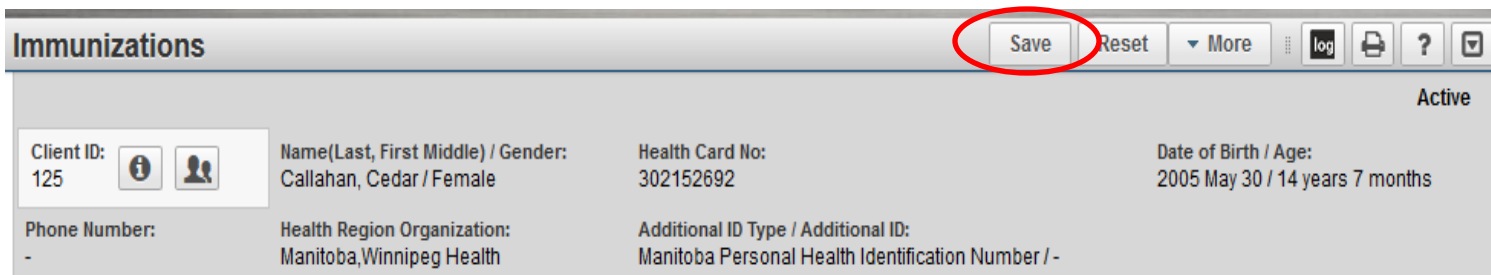 Immunizations Save Reset More log ?
Active
Client ID: Name(Last, First Middle) / Gender: Health Card No: Date of Birth / Age:
125 Callahan, Cedar / Female 302152692 2005 May 30 / 14 years 7 months
Phone Number: Health Region Organization: Additional ID Type / Additional ID:
- Manitoba,Winnipeg Health Manitoba Personal Health Identification Number / -